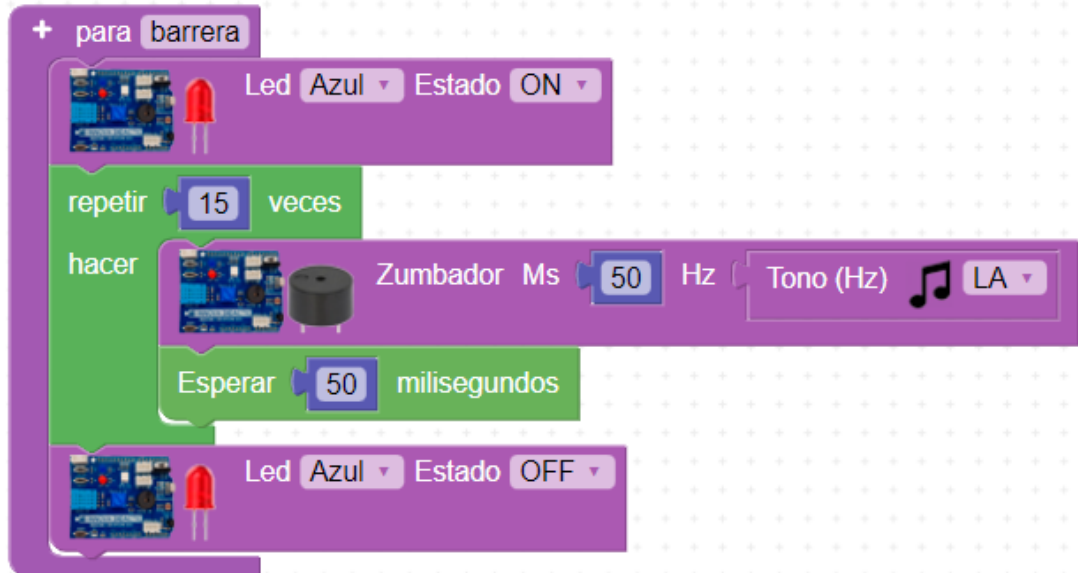 + para barrera
Led Azul Estado ON
repetir 15 veces
hacer
Zumbador Ms 50 Hz Tono (Hz) LA
Esperar 50 milisegundos
Led Azul Estado OFF